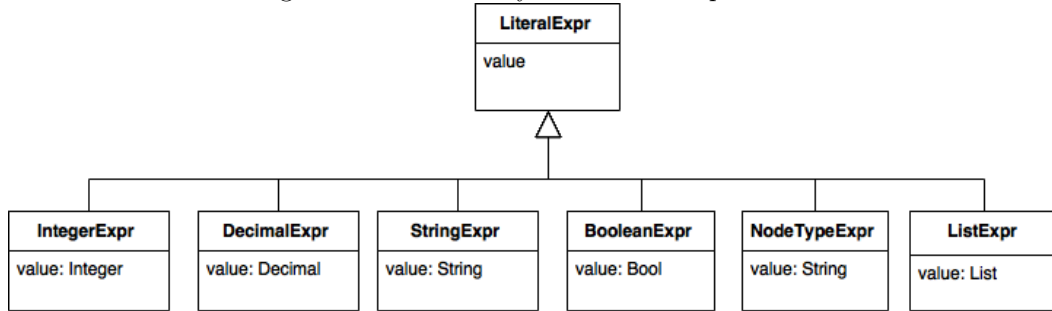 LiteralExpr
value
IntegerExpr
value: Integer
DecimalExpr
value: Decimal
StringExpr
value: String
BooleanExpr
value: Bool
NodeTypeExpr
value: String
ListExpr
value: List